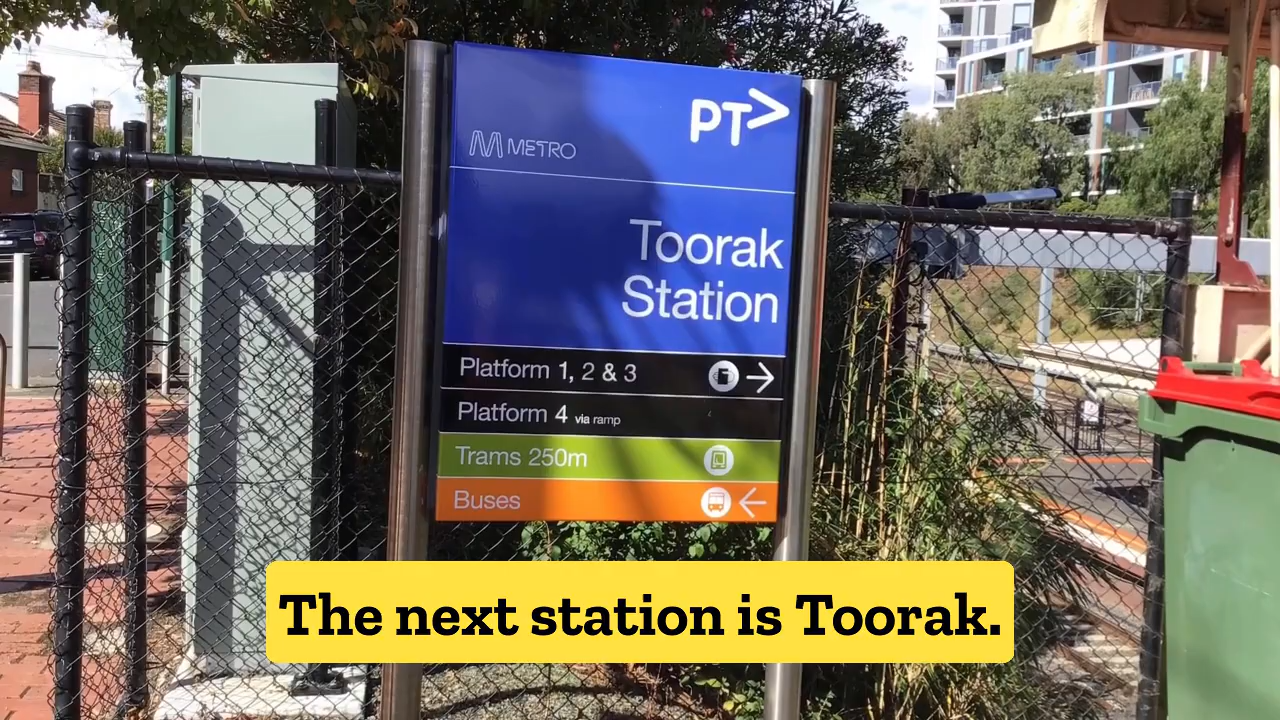 PT>
METRO
Toorak
Station
Platform 1, 2 & 3
Platform 4 via ramp
Trams 250m
Buses
The next station is Toorak.